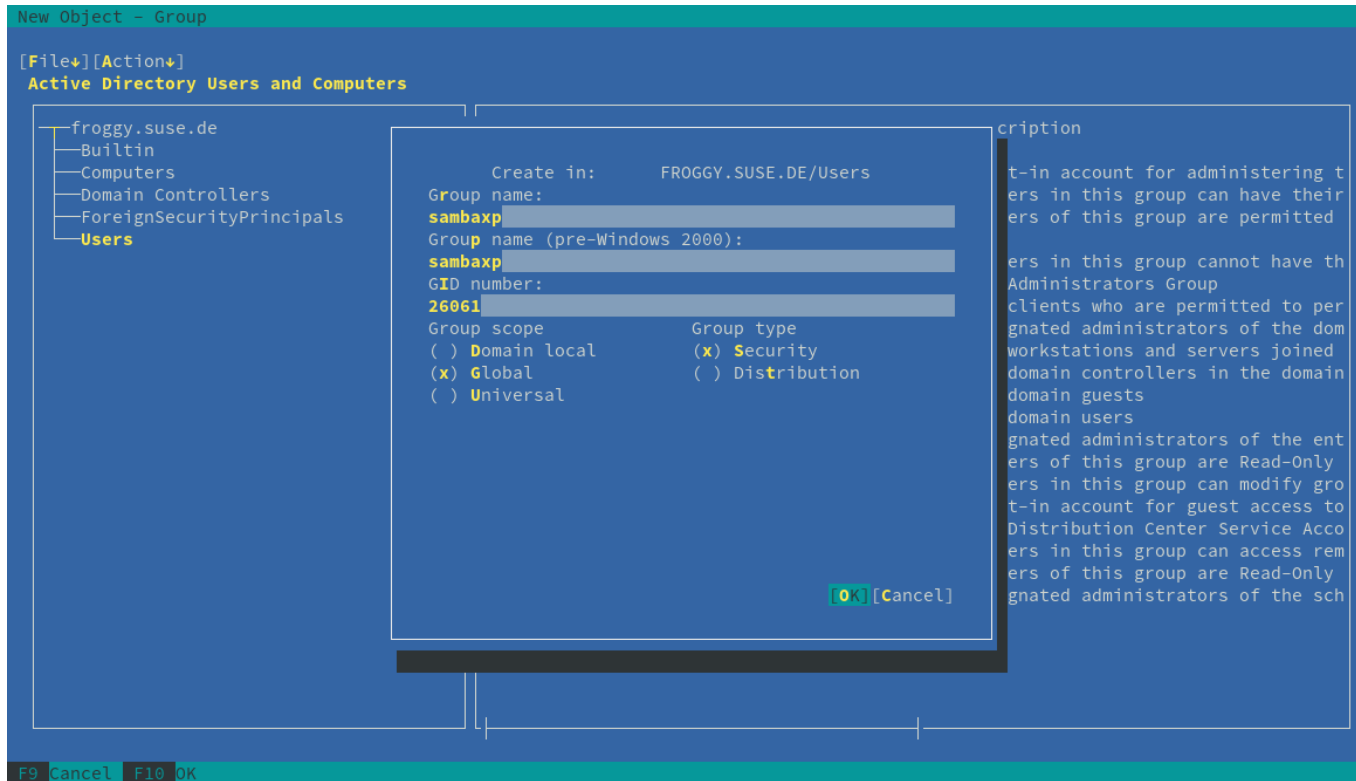 New Object - Group
[File↓][Action↓]
Active Directory Users and Computers
froggy.suse.de
Builtin
Computers
Domain Controllers
ForeignSecurityPrincipals
Users
Create in: FROGGY.SUSE.DE/Users
Group name:
sambaxp
Group name (pre-Windows 2000):
sambaxp
GID number:
26061
Group scope Group type
( ) Domain local (x) Security
(x) Global ( ) Distribution
( ) Universal
[OK][Cancel]
cription
t-in account for administering t
ers in this group can have their
ers of this group are permitted
ers in this group cannot have th
Administrators Group
clients who are permitted to per
gnated administrators of the dom
workstations and servers joined
domain controllers in the domain
domain guests
domain users
gnated administrators of the ent
ers of this group are Read-Only
ers in this group can modify gro
t-in account for guest access to
Distribution Center Service Acco
ers in this group can access rem
ers of this group are Read-Only
gnated administrators of the sch
F9 Cancel F10 OK